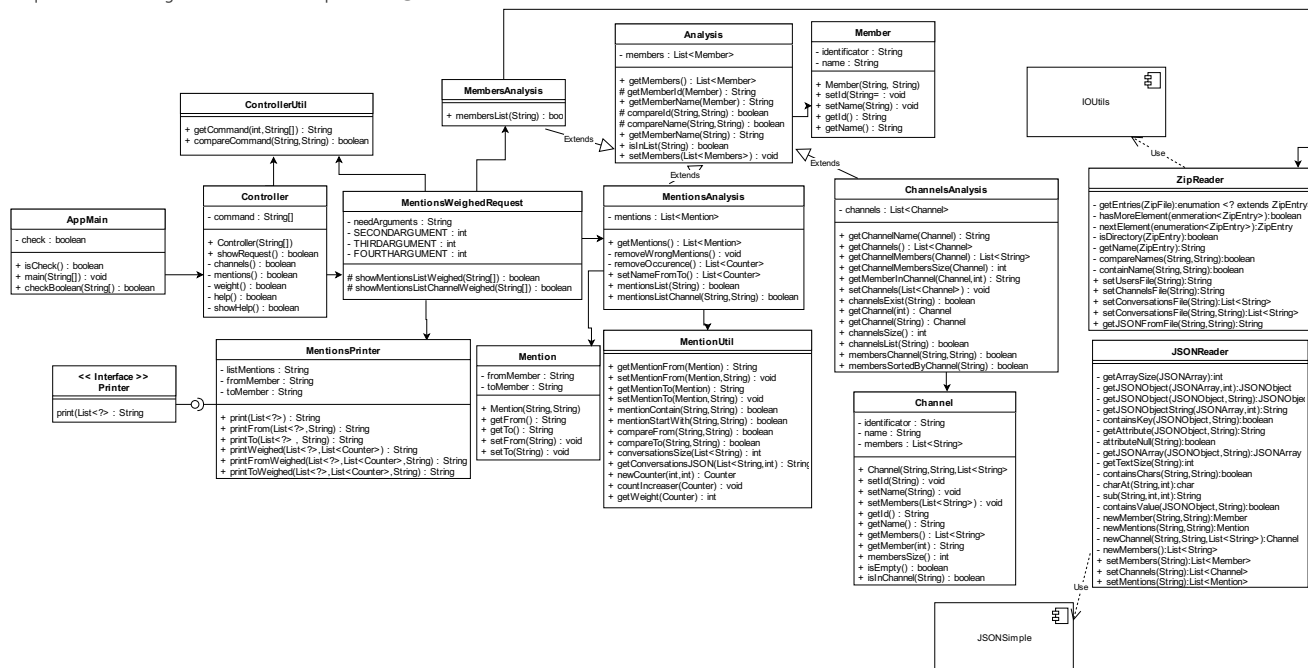 Analysis
- members : List<Member>
+ getMembers() : List<Member>
# getMemberId(Member) : String
+ getMemberName(Member) : String
# compareId(String,String) : boolean
# compareName(String,String) : boolean
+ getMemberName(String) : String
+ isInList(String) : boolean
+ setMembers(List<Members>) : void
Member
- identificator : String
- name : String
+ Member(String, String)
+ setId(String= : void
+ setName(String) : void
+ getId() : String
+ getName() : String
MembersAnalysis
+ membersList(String) : boo
Extends
Extends
Extends
IOUtils
Use
ControllerUtil
+ getCommand(int,String[]) : String
+ compareCommand(String,String) : boolean
AppMain
- check : boolean
+ isCheck() : boolean
+ main(String[]) : void
+ checkBoolean(String[) : boolean
Controller
- command : String[]
+ Controller(String[])
+ showRequest() : boolean
- channels() : boolean
- mentions() : boolean
- weight() : boolean
- help() : boolean
- showHelp() : boolean
MentionsWeighedRequest
- needArguments : String
- SECONDARGUMENT : int
- THIRDARGUMENT : int
- FOURTHARGUMENT : int
# showMentionsListWeighed(String[]) : boolean
# showMentionsListChannelWeighed(String[]) : boolean
MentionsAnalysis
- mentions : List<Mention>
+ getMentions() : List<Mention>
- removeWrongMentions() : void
- removeOccurence() : List<Counter>
+ setNameFromTo() : List<Counter>
+ mentionsList(String) : boolean
+ mentionsListChannel(String,String) : boolean
ChannelsAnalysis
- channels : List<Channel>
+ getChannelName(Channel) : String
+ getChannels() : List<Channel>
+ getChannelMembers(Channel) : List<String>
+ getChannelMembersSize(Channel) : int
+ getMemberInChannel(Channel,int) : String
+ setChannels(List<Channel>) : void
+ channelsExist(String) : boolean
+ getChannel(int) : Channel
+ getChannel(String) : Channel
+ channelsSize() : int
+ channelsList(String) : boolean
+ membersChannel(String,String) : boolean
+ membersSortedByChannel(String) : boolean
ZipReader
- getEntries(ZipFile):enumation <? extends ZipEntry
- hasMoreElement(enmeration<ZipEntry>):boolean
- nextElement(enumeration<ZipEntry>):ZipEntry
- isDirectory(ZipEntry):boolean
- getName(ZipEntry):String
- compareNames(String,String):boolean
- containName(String,String):boolean
+ setUsersFile(String):String
+ setChannelsFile(String):String
+ setConversationsFile(String):List<String>
+ setConversationsFile(String,String):List<String>
+ getJSONFromFile(String,String):String
<< Interface >>
Printer
print(List<?>) : String
MentionsPrinter
- listMentions : String
- fromMember : String
- toMember : String
+ print(List<?>) : String
+ printFrom(List<?>,String) : String
+ printTo(List<?> , String) : String
+ printWeighed(List<?>,List<Counter>) : String
+ printFromWeighed(List<?>,List<Counter>,String) : String
+ printToWeighed(List<?>,List<Counter>,String) : String
Mention
- fromMember : String
- toMember : String
+ Mention(String,String)
+ getFrom() : String
+ getTo() : String
+ setFrom(String) : void
+ setTo(String) : void
MentionUtil
+ getMentionFrom(Mention) : String
+ setMentionFrom(Mention,String) : void
+ getMentionTo(Mention) : String
+ setMentionTo(Mention,String) : void
+ mentionContain(String,String) : boolean
+ mentionStartWith(String,String) : boolean
+ compareFrom(String,String) : boolean
+ compareTo(String,String) : boolean
+ conversationsSize(List<String>) : int
+ getConversationsJSON(List<String,int) : String
+ newCounter(int,int) : Counter
+ countIncreaser(Counter) : void
+ getWeight(Counter) : int
Channel
- identificator : String
- name : String
- members : List<String>
+ Channel(String,String,List<String>
+ setId(String) : void
+ setName(String) : void
+ setMembers(List<String>) : void
+ getId() : String
+ getName() : String
+ getMembers() : List<String>
+ getMember(int) : String
+ membersSize() : int
+ isEmpty() : boolean
+ isInChannel(String) : boolean
JSONReader
- getArraySize(JSONArray):int
- getJSONObject(JSONArray,int):JSONObject
- getJSONObject(JSONObject,String):JSONObjec
- getJSONObjectString(JSONArray,int):String
- containsKey(JSONObject,String):boolean
- getAttribute(JSONObject,String):String
- attributeNull(String):boolean
- getJSONArray(JSONObject,String):JSONArray
- getTextSize(String):int
- containsChars(String,String):boolean
- charAt(String,int):char
- sub(String,int,int):String
- containsValue(JSONObject,String):boolean
- newMember(String,String):Member
- newMentions(String,String):Mention
- newChannel(String,String,List<String>):Channel
- newMembers():List<String>
+ setMembers(String):List<Member>
+ setChannels(String):List<Channel>
+ setMentions(String):List<Mention>
Use
JSONSimple